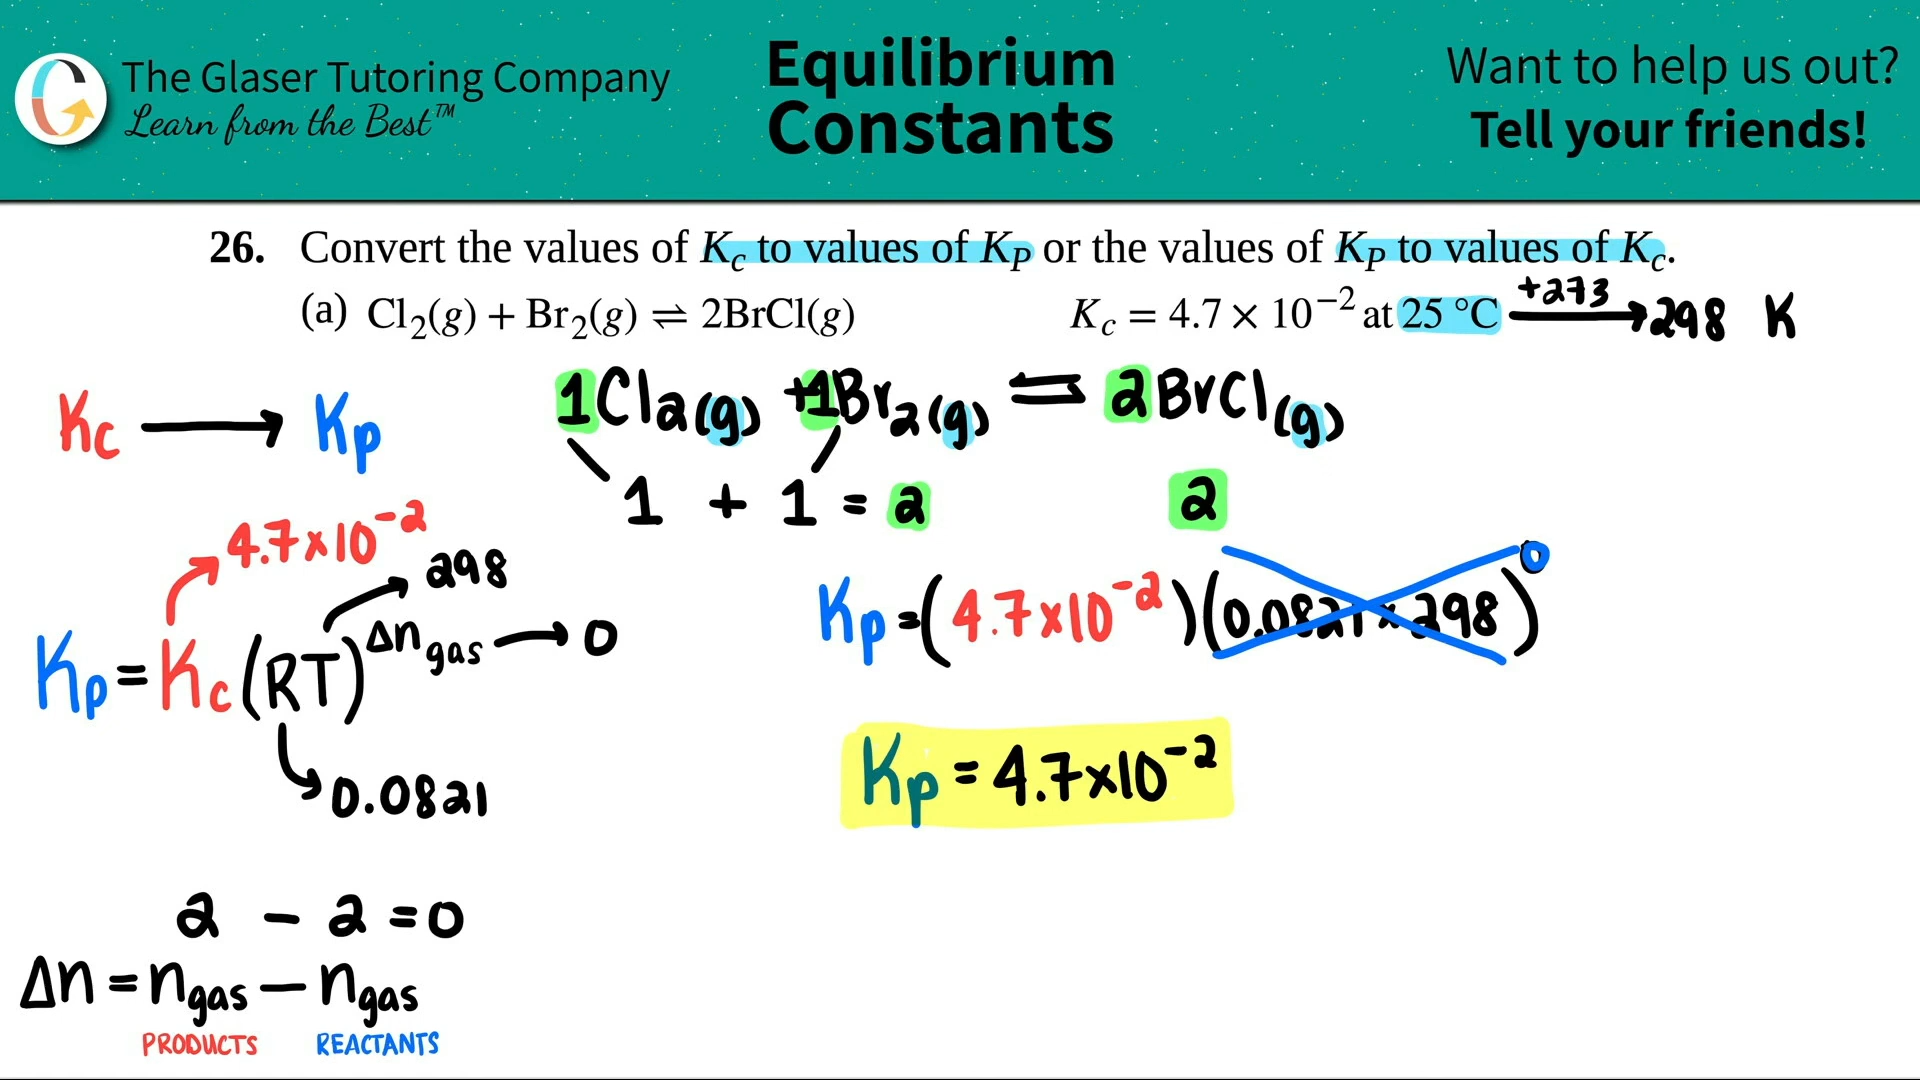 The Glaser Tutoring Company
Learn from the Best™
Equilibrium
Constants
Want to help us out?
Tell your friends!
26. Convert the values of Kc to values of KP or the values of KP to values of Kc.
(a) Cl₂(g) + Br₂(g) ⇌ 2BrCl(g) Kc = 4.7 × 10⁻² at 25 °C +273 → 298 K
Kc → Kp
1Cl₂(g) + 1Br₂(g) ⇌ 2BrCl(g)
1 + 1 = 2 2
4.7×10⁻²
298
Kp = Kc (RT)^Δn gas → 0
0.0821
Kp = (4.7×10⁻²)(0.0821 × 298)⁰
Kp = 4.7×10⁻²
2 − 2 = 0
Δn = n gas − n gas
PRODUCTS REACTANTS